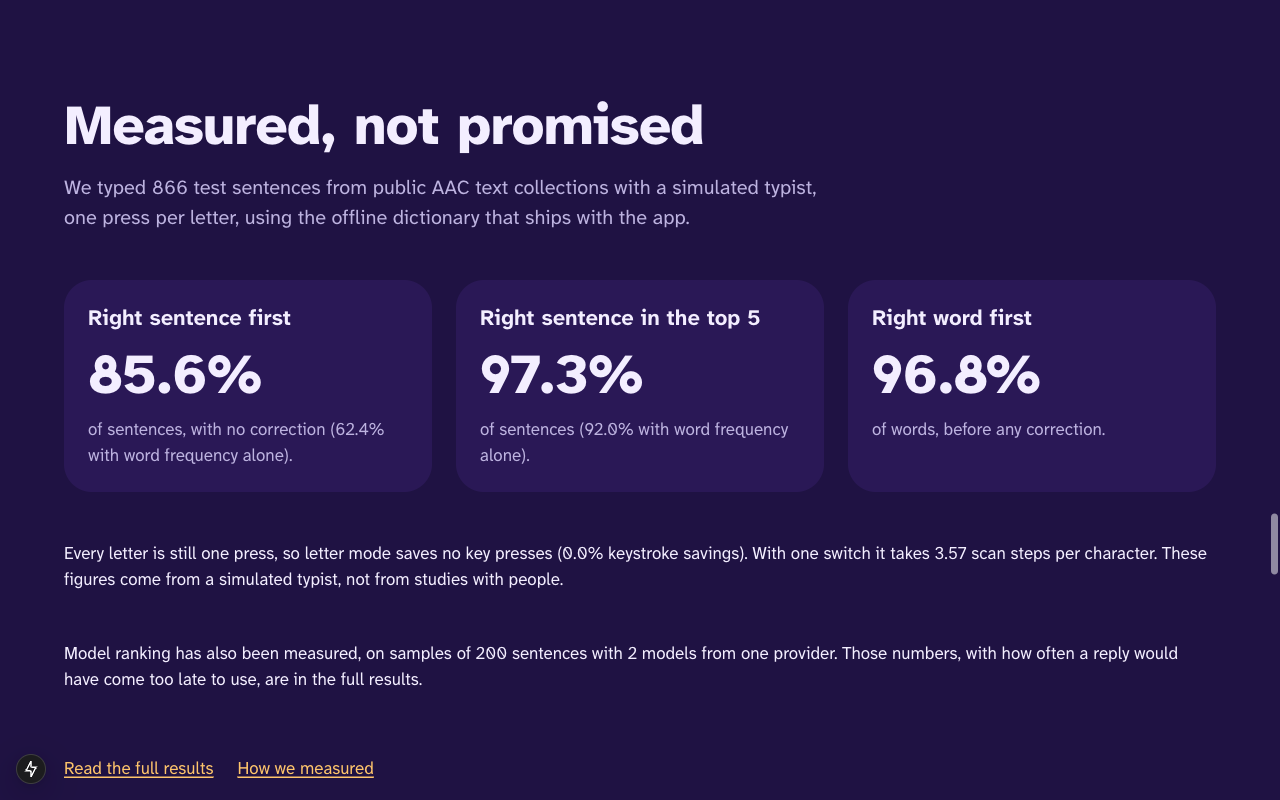 Measured, not promised
We typed 866 test sentences from public AAC text collections with a simulated typist,
one press per letter, using the offline dictionary that ships with the app.
Right sentence first
85.6%
of sentences, with no correction (62.4%
with word frequency alone).
Right sentence in the top 5
97.3%
of sentences (92.0% with word frequency
alone).
Right word first
96.8%
of words, before any correction.
Every letter is still one press, so letter mode saves no key presses (0.0% keystroke savings). With one switch it takes 3.57 scan steps per character. These
figures come from a simulated typist, not from studies with people.
Model ranking has also been measured, on samples of 200 sentences with 2 models from one provider. Those numbers, with how often a reply would
have come too late to use, are in the full results.
Read the full results
How we measured